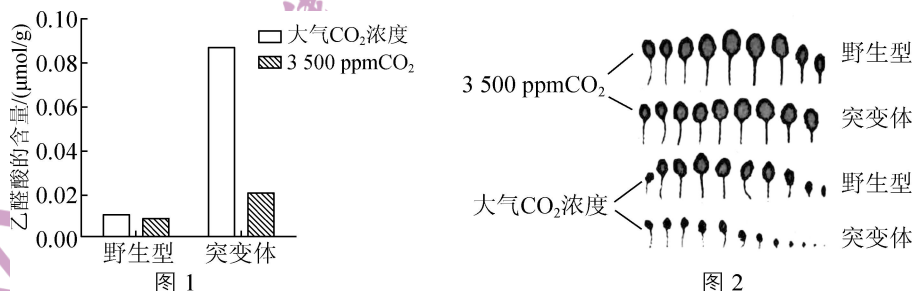 乙醛酸的含量/(μmol/g)
0.10
0.08
0.06
0.04
0.02
0.00
大气CO₂浓度
3 500 ppmCO₂
野生型
突变体
图 1
3 500 ppmCO₂
野生型
突变体
大气CO₂浓度
野生型
突变体
图 2